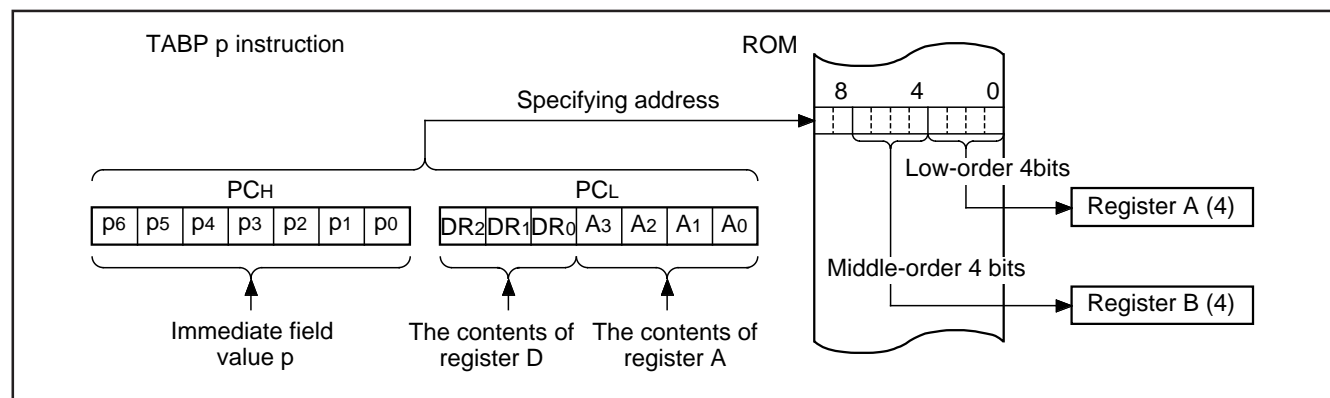 TABP p instruction
ROM
8 4 0
Specifying address
Low-order 4bits
PCH
PCL
p6 p5 p4 p3 p2 p1 p0
DR2 DR1 DR0 A3 A2 A1 A0
Register A (4)
Middle-order 4 bits
Register B (4)
Immediate field
value p
The contents of
register D
The contents of
register A